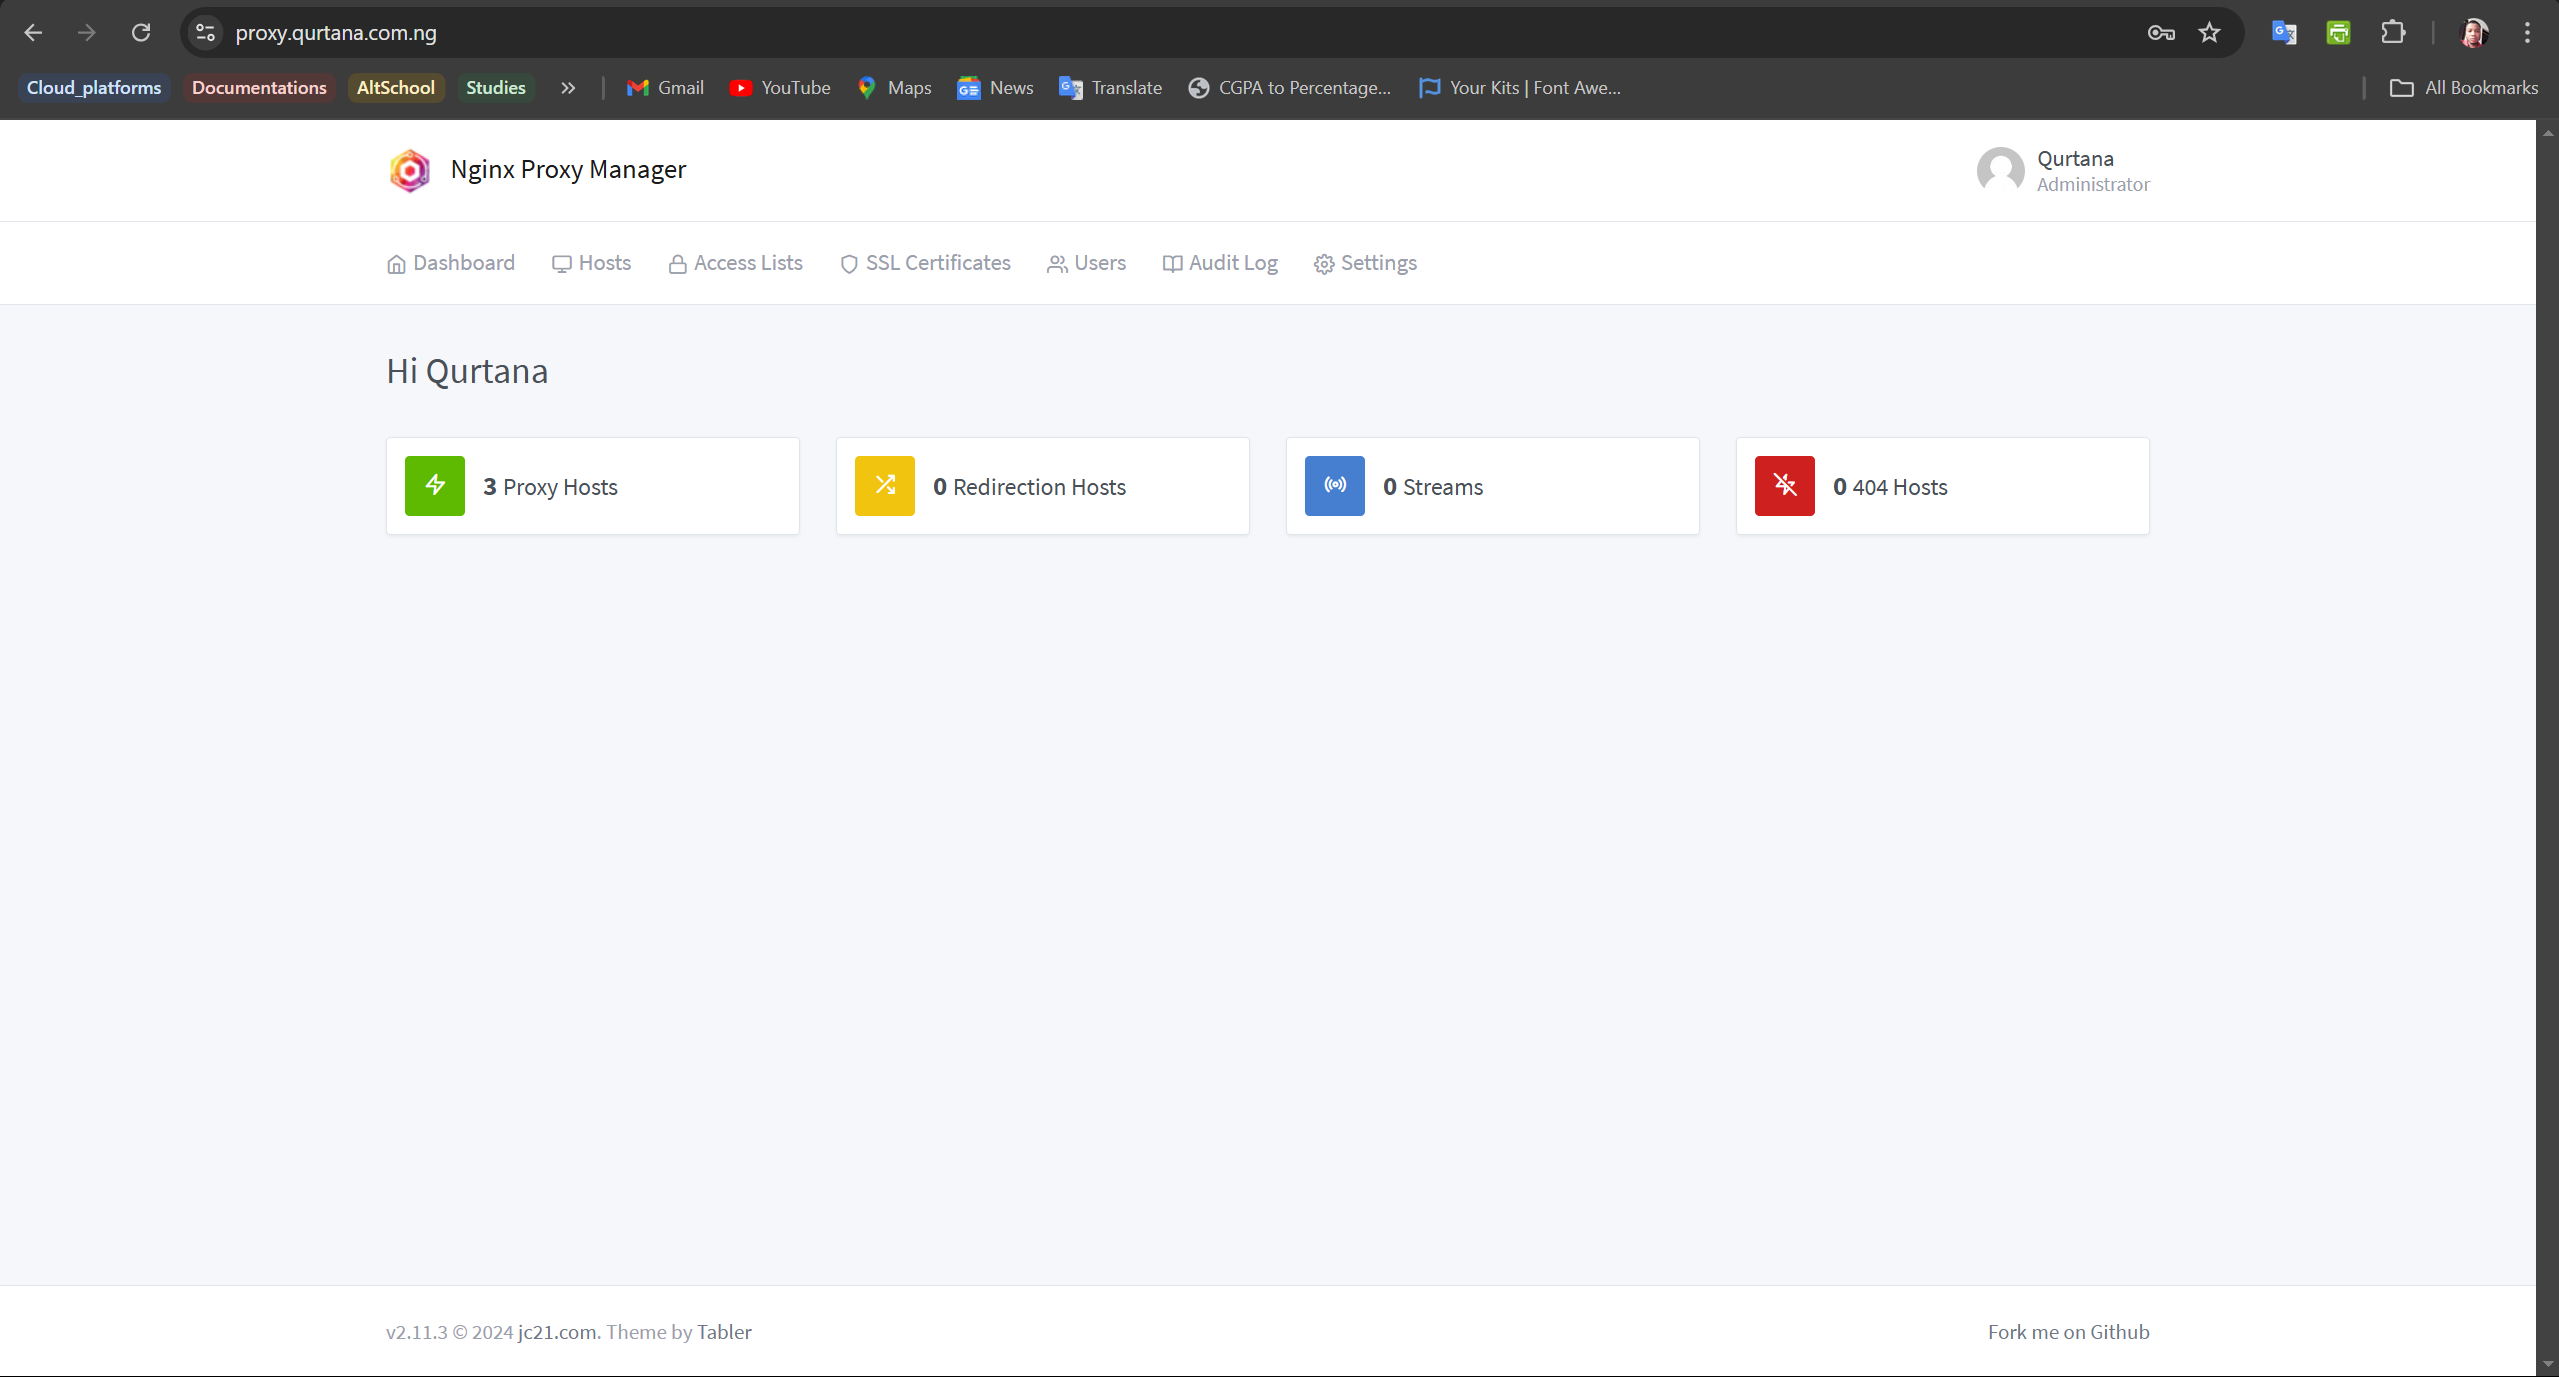 proxy.qurtana.com.ng
Cloud_platforms Documentations AltSchool Studies » Gmail YouTube Maps News Translate CGPA to Percentage... Your Kits | Font Awe... All Bookmarks
Nginx Proxy Manager
Qurtana
Administrator
Dashboard Hosts Access Lists SSL Certificates Users Audit Log Settings
Hi Qurtana
3 Proxy Hosts 0 Redirection Hosts 0 Streams 0 404 Hosts
v2.11.3 © 2024 jc21.com. Theme by Tabler Fork me on Github